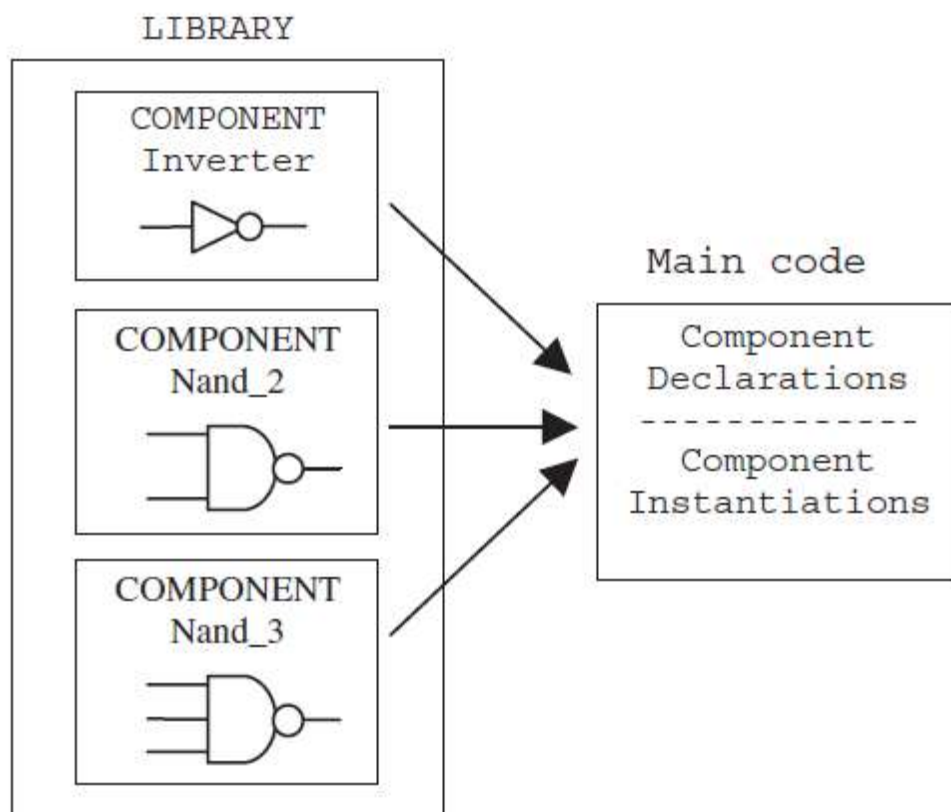 LIBRARY
COMPONENT
Inverter
COMPONENT
Nand_2
COMPONENT
Nand_3
Main code
Component
Declarations
-------------
Component
Instantiations